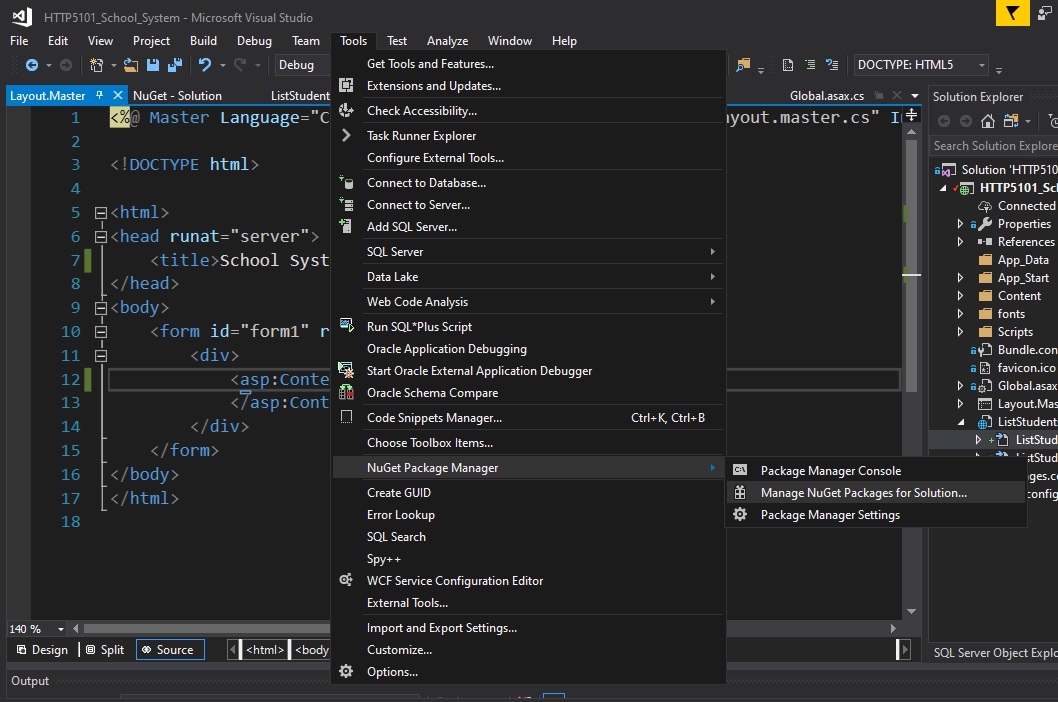 HTTP5101_School_System - Microsoft Visual Studio
File Edit View Project Build Debug Team Tools Test Analyze Window Help
Debug
DOCTYPE: HTML5
Layout.Master NuGet - Solution ListStudent Global.asax.cs
1 <%@ Master Language="C ayout.master.cs" I
2
3 <!DOCTYPE html>
4
5 <html>
6 <head runat="server">
7 <title>School Syst
8 </head>
9 <body>
10 <form id="form1" r
11 <div>
12 <asp:Conte
13 </asp:Cont
14 </div>
15 </form>
16 </body>
17 </html>
18
140 %
Design Split Source <html> <body
Output
Get Tools and Features...
Extensions and Updates...
Check Accessibility...
Task Runner Explorer
Configure External Tools...
Connect to Database...
Connect to Server...
Add SQL Server...
SQL Server
Data Lake
Web Code Analysis
Run SQL*Plus Script
Oracle Application Debugging
Start Oracle External Application Debugger
Oracle Schema Compare
Code Snippets Manager... Ctrl+K, Ctrl+B
Choose Toolbox Items...
NuGet Package Manager
Create GUID
Error Lookup
SQL Search
Spy++
WCF Service Configuration Editor
External Tools...
Import and Export Settings...
Customize...
Options...
Package Manager Console
Manage NuGet Packages for Solution...
Package Manager Settings
Solution Explorer
Search Solution Explore
Solution 'HTTP510
HTTP5101_Sch
Connected
Properties
References
App_Data
App_Start
Content
fonts
Scripts
Bundle.con
favicon.ico
Global.asax
Layout.Mas
ListStudent
ListStud
ListStud
ages.c
config
SQL Server Object Explo